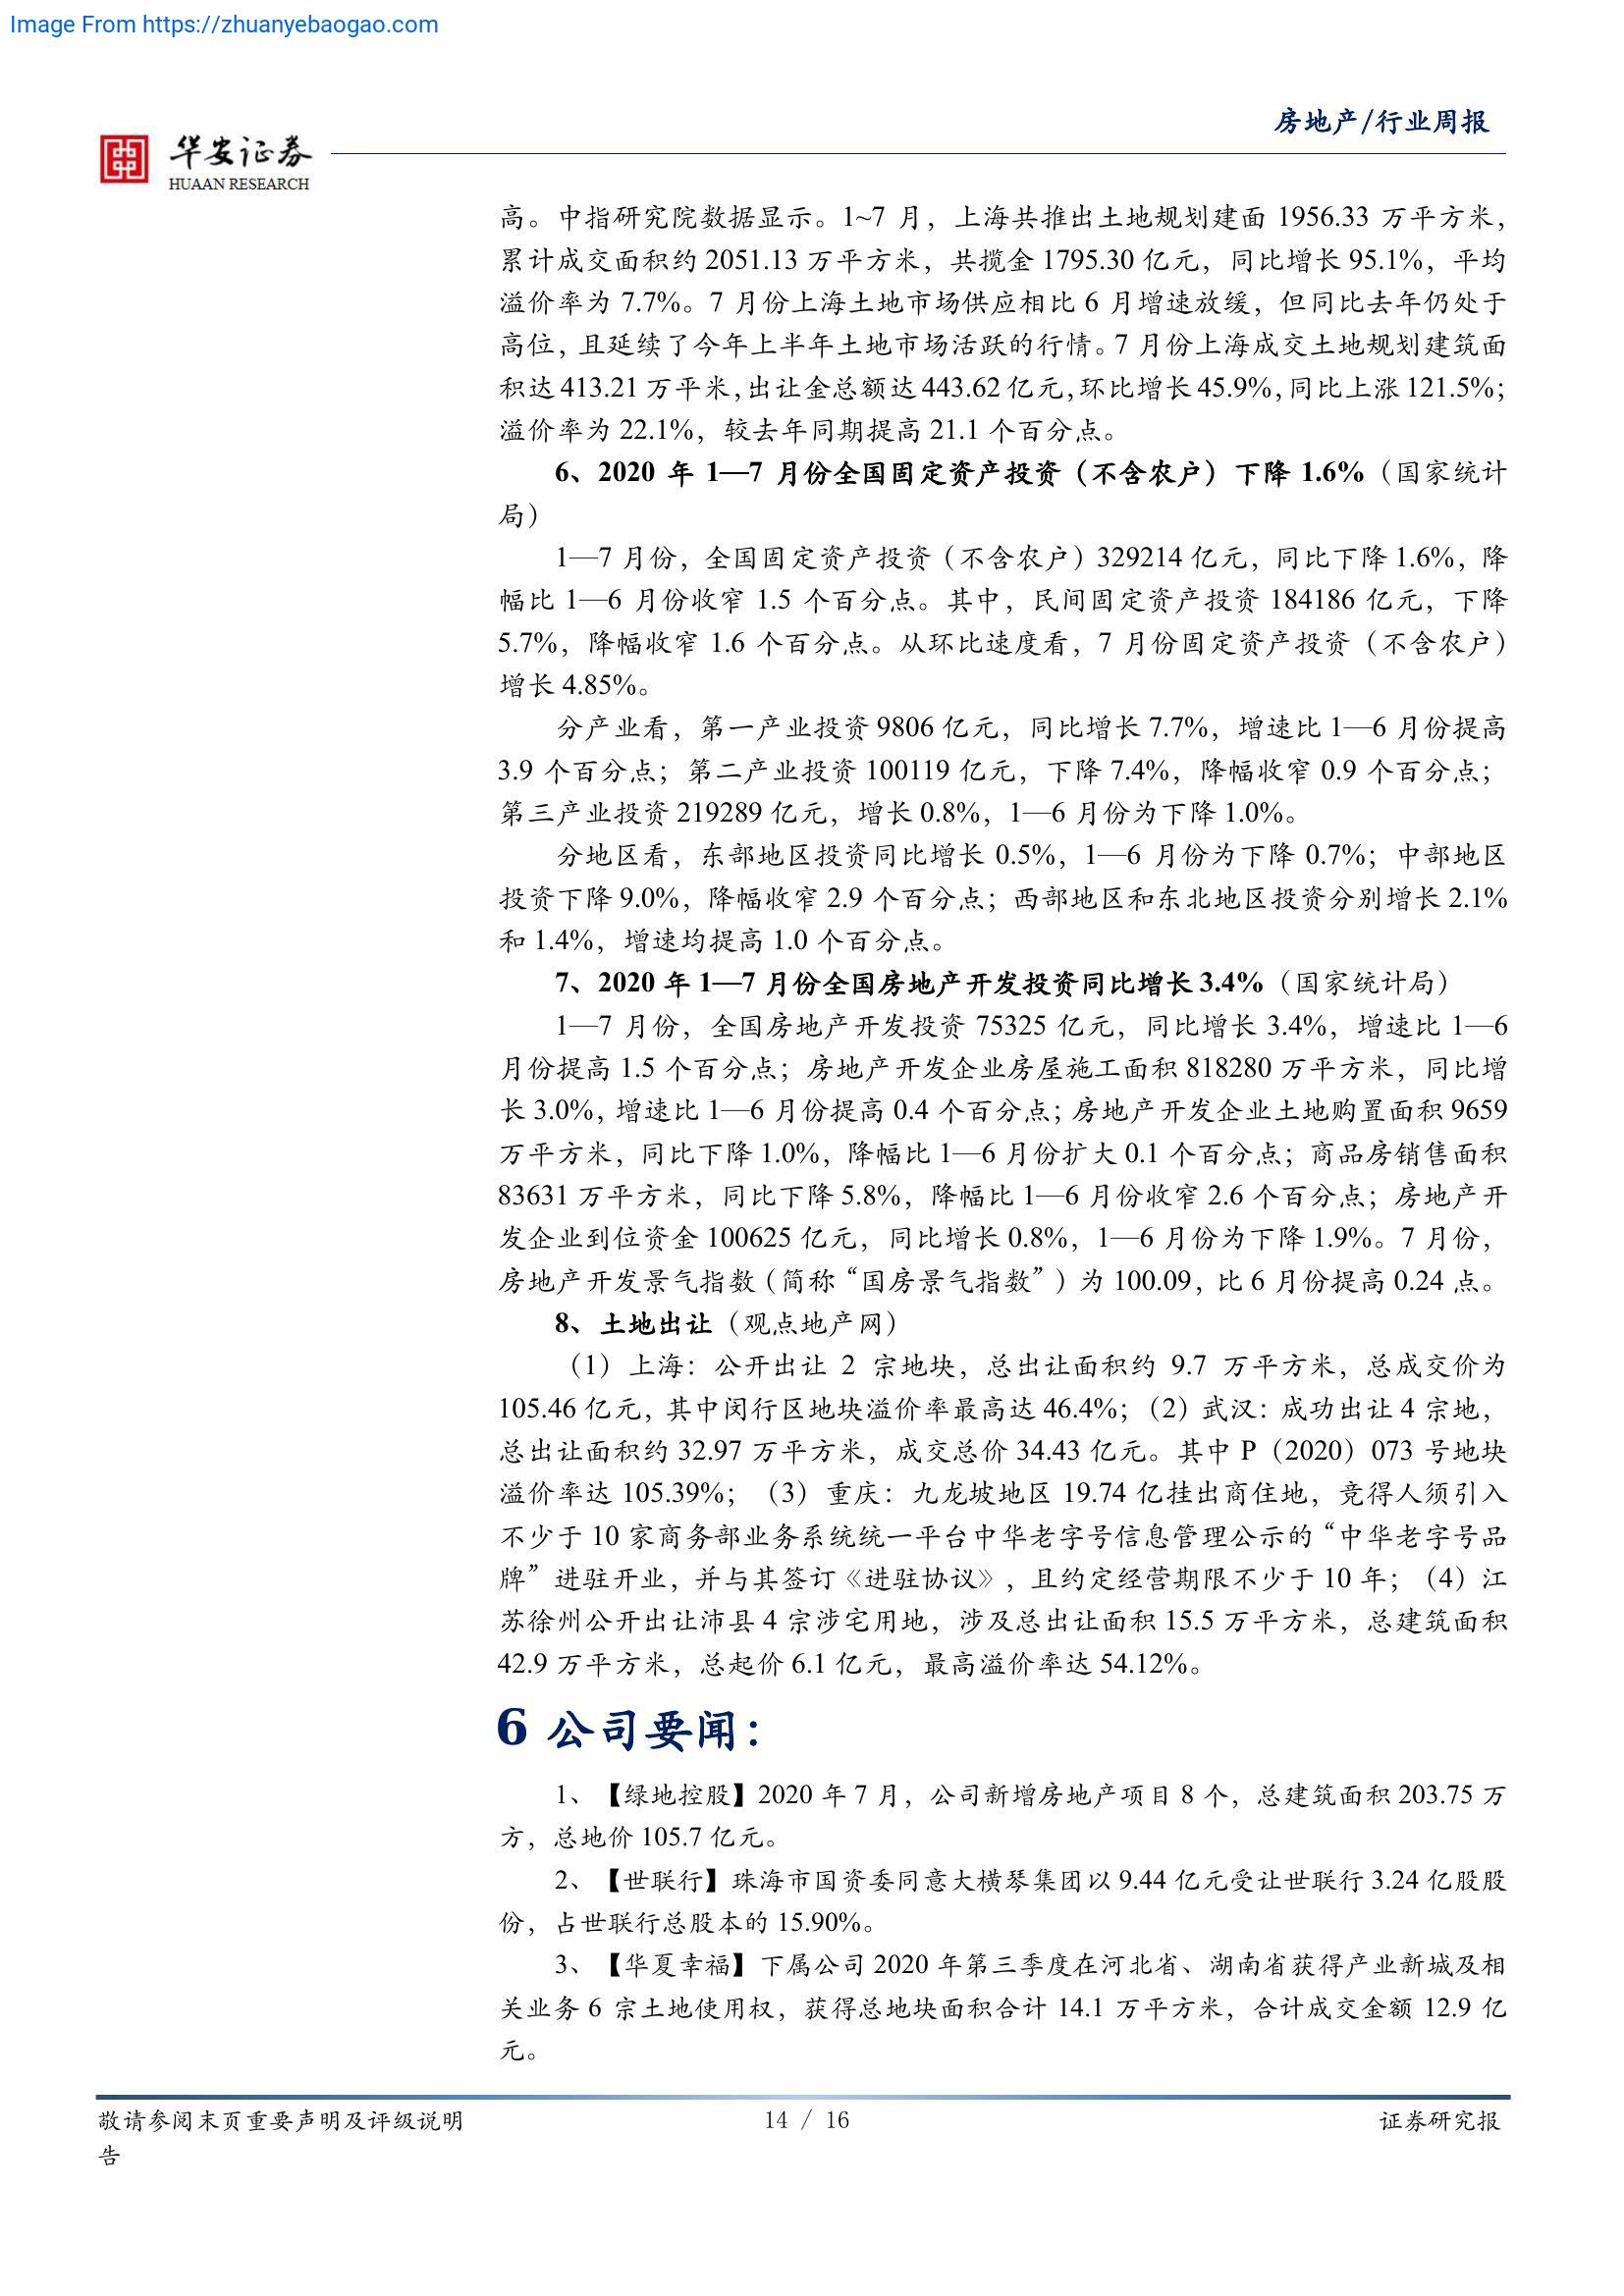 Image From https://zhuanyebaogao.com
房地产/行业周报
华安证券
HUAAN RESEARCH
高。中指研究院数据显示。1~7 月，上海共推出土地规划建面 1956.33 万平方米，
累计成交面积约 2051.13 万平方米，共揽金 1795.30 亿元，同比增长 95.1%，平均
溢价率为 7.7%。7 月份上海土地市场供应相比 6 月增速放缓，但同比去年仍处于
高位，且延续了今年上半年土地市场活跃的行情。7 月份上海成交土地规划建筑面
积达 413.21 万平米，出让金总额达 443.62 亿元，环比增长 45.9%，同比上涨 121.5%；
溢价率为 22.1%，较去年同期提高 21.1 个百分点。
6、2020 年 1—7 月份全国固定资产投资（不含农户）下降 1.6%（国家统计
局）
1—7 月份，全国固定资产投资（不含农户）329214 亿元，同比下降 1.6%，降
幅比 1—6 月份收窄 1.5 个百分点。其中，民间固定资产投资 184186 亿元，下降
5.7%，降幅收窄 1.6 个百分点。从环比速度看，7 月份固定资产投资（不含农户）
增长 4.85%。
分产业看，第一产业投资 9806 亿元，同比增长 7.7%，增速比 1—6 月份提高
3.9 个百分点；第二产业投资 100119 亿元，下降 7.4%，降幅收窄 0.9 个百分点；
第三产业投资 219289 亿元，增长 0.8%，1—6 月份为下降 1.0%。
分地区看，东部地区投资同比增长 0.5%，1—6 月份为下降 0.7%；中部地区
投资下降 9.0%，降幅收窄 2.9 个百分点；西部地区和东北地区投资分别增长 2.1%
和 1.4%，增速均提高 1.0 个百分点。
7、2020 年 1—7 月份全国房地产开发投资同比增长 3.4%（国家统计局）
1—7 月份，全国房地产开发投资 75325 亿元，同比增长 3.4%，增速比 1—6
月份提高 1.5 个百分点；房地产开发企业房屋施工面积 818280 万平方米，同比增
长 3.0%，增速比 1—6 月份提高 0.4 个百分点；房地产开发企业土地购置面积 9659
万平方米，同比下降 1.0%，降幅比 1—6 月份扩大 0.1 个百分点；商品房销售面积
83631 万平方米，同比下降 5.8%，降幅比 1—6 月份收窄 2.6 个百分点；房地产开
发企业到位资金 100625 亿元，同比增长 0.8%，1—6 月份为下降 1.9%。7 月份，
房地产开发景气指数（简称“国房景气指数”）为 100.09，比 6 月份提高 0.24 点。
8、土地出让（观点地产网）
（1）上海：公开出让 2 宗地块，总出让面积约 9.7 万平方米，总成交价为
105.46 亿元，其中闵行区地块溢价率最高达 46.4%；（2）武汉：成功出让 4 宗地，
总出让面积约 32.97 万平方米，成交总价 34.43 亿元。其中 P（2020）073 号地块
溢价率达 105.39%；（3）重庆：九龙坡地区 19.74 亿挂出商住地，竞得人须引入
不少于 10 家商务部业务系统统一平台中华老字号信息管理公示的“中华老字号品
牌”进驻开业，并与其签订《进驻协议》，且约定经营期限不少于 10 年；（4）江
苏徐州公开出让沛县 4 宗涉宅用地，涉及总出让面积 15.5 万平方米，总建筑面积
42.9 万平方米，总起价 6.1 亿元，最高溢价率达 54.12%。
6 公司要闻：
1、【绿地控股】2020 年 7 月，公司新增房地产项目 8 个，总建筑面积 203.75 万
方，总地价 105.7 亿元。
2、【世联行】珠海市国资委同意大横琴集团以 9.44 亿元受让世联行 3.24 亿股股
份，占世联行总股本的 15.90%。
3、【华夏幸福】下属公司 2020 年第三季度在河北省、湖南省获得产业新城及相
关业务 6 宗土地使用权，获得总地块面积合计 14.1 万平方米，合计成交金额 12.9 亿
元。
敬请参阅末页重要声明及评级说明 14 / 16 证券研究报
告